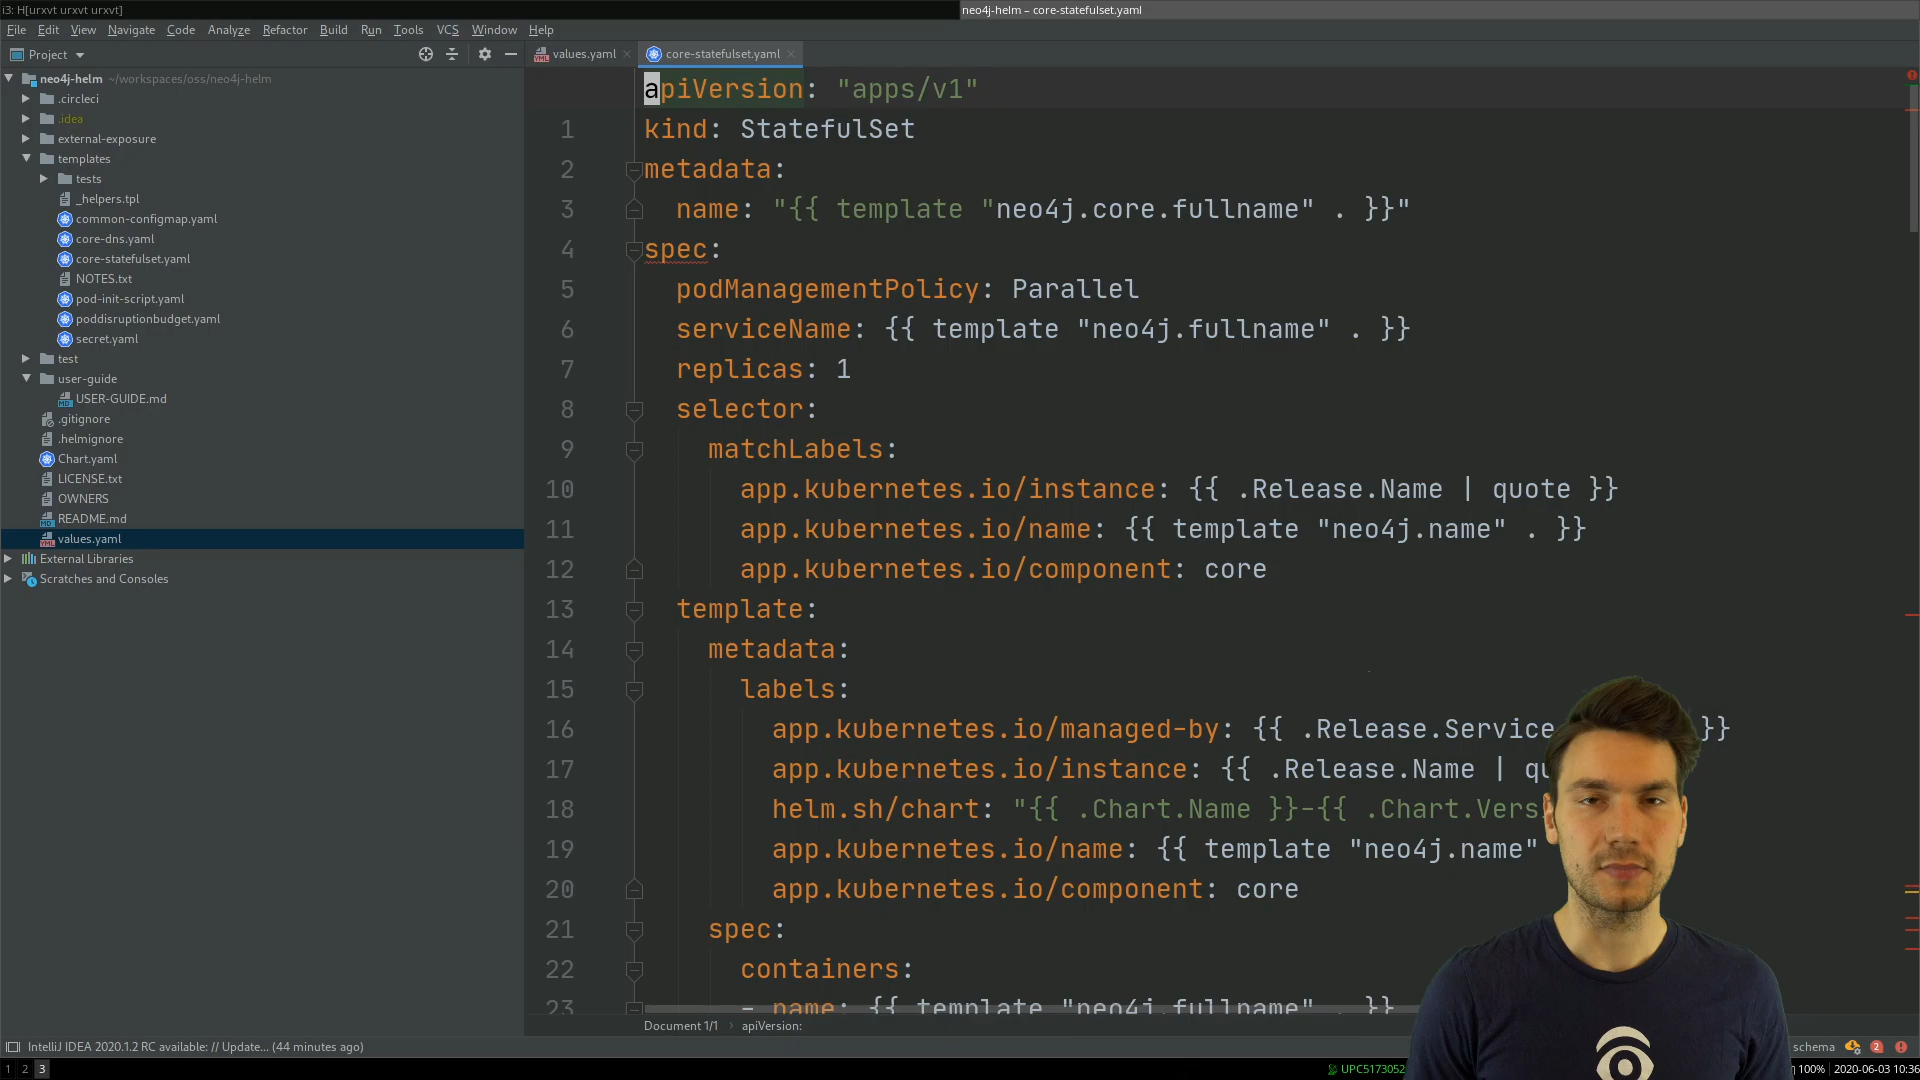 i3: H[urxvt urxvt urxvt]
neo4j-helm – core-statefulset.yaml
File Edit View Navigate Code Analyze Refactor Build Run Tools VCS Window Help
Project
values.yaml
core-statefulset.yaml
neo4j-helm ~/workspaces/oss/neo4j-helm
.circleci
.idea
external-exposure
templates
tests
_helpers.tpl
common-configmap.yaml
core-dns.yaml
core-statefulset.yaml
NOTES.txt
pod-init-script.yaml
poddisruptionbudget.yaml
secret.yaml
test
user-guide
USER-GUIDE.md
.gitignore
.helmignore
Chart.yaml
LICENSE.txt
OWNERS
README.md
values.yaml
External Libraries
Scratches and Consoles
apiVersion: "apps/v1"
1 kind: StatefulSet
2 metadata:
3 name: "{{ template "neo4j.core.fullname" . }}"
4 spec:
5 podManagementPolicy: Parallel
6 serviceName: {{ template "neo4j.fullname" . }}
7 replicas: 1
8 selector:
9 matchLabels:
10 app.kubernetes.io/instance: {{ .Release.Name | quote }}
11 app.kubernetes.io/name: {{ template "neo4j.name" . }}
12 app.kubernetes.io/component: core
13 template:
14 metadata:
15 labels:
16 app.kubernetes.io/managed-by: {{ .Release.Service }}
17 app.kubernetes.io/instance: {{ .Release.Name | qu
18 helm.sh/chart: "{{ .Chart.Name }}-{{ .Chart.Vers
19 app.kubernetes.io/name: {{ template "neo4j.name"
20 app.kubernetes.io/component: core
21 spec:
22 containers:
23 - name: {{ template "neo4j.fullname" . }}
Document 1/1 › apiVersion:
IntelliJ IDEA 2020.1.2 RC available: // Update... (44 minutes ago)
schema 2
1 2 3
UPC5173052
100% 2020-06-03 10:36